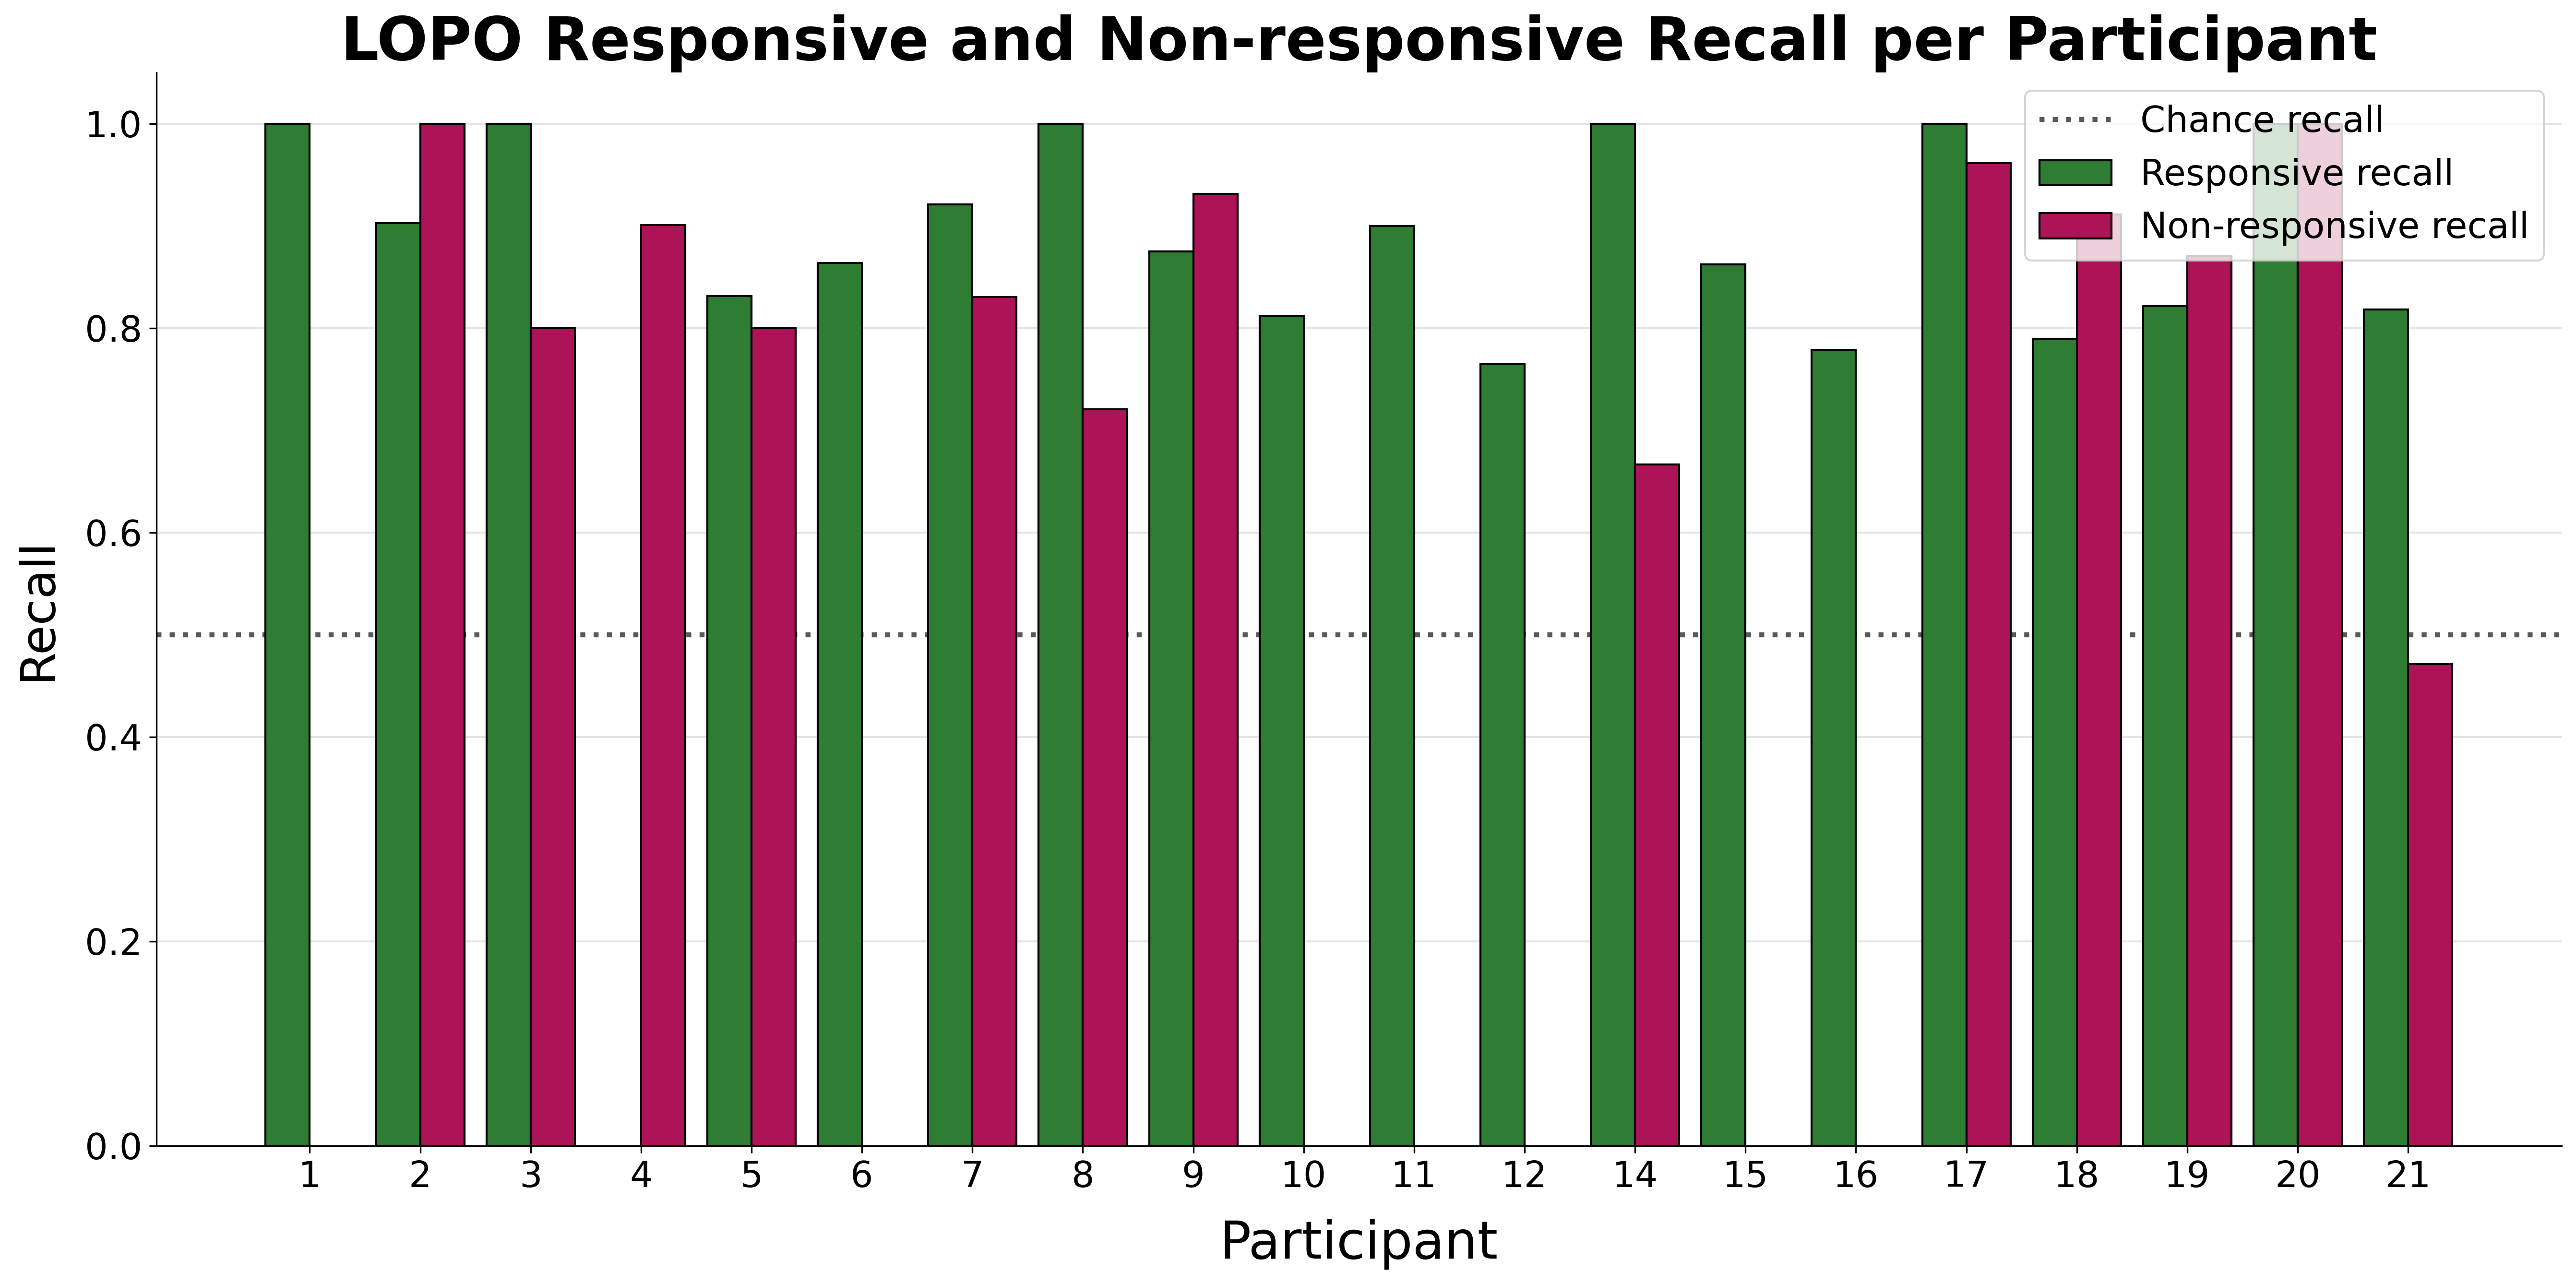 LOPO Responsive and Non-responsive Recall per Participant
Chance recall
Responsive recall
Non-responsive recall
Recall
1.0
0.8
0.6
0.4
0.2
0.0
1 2 3 4 5 6 7 8 9 10 11 12 14 15 16 17 18 19 20 21
Participant